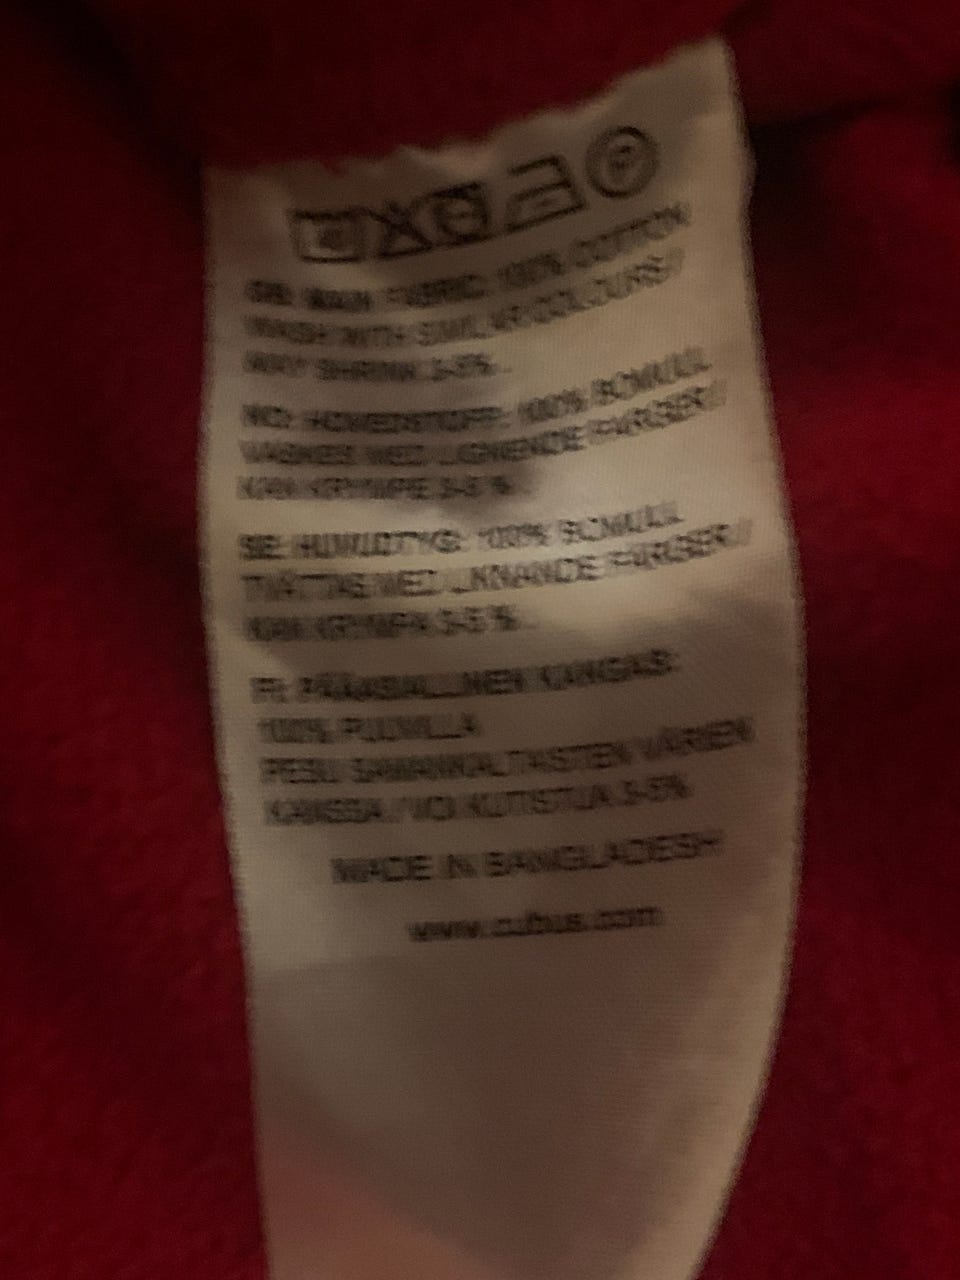 GB: MAIN FABRIC: 100% COTTON
WASH WITH SIMILAR COLOURS /
MAY SHRINK 3-5%.
NO: HOVEDSTOFF: 100% BOMULL
VASKES MED LIGNENDE FARGER /
KAN KRYMPE 3-5 %.
SE: HUVUDTYG: 100% BOMULL
TVÄTTAS MED LIKNANDE FÄRGER /
KAN KRYMPA 3-5 %.
FI: PÄÄASIALLINEN KANGAS:
100% PUUVILLA
PESU SAMANKALTAISTEN VÄRIEN
KANSSA / VOI KUTISTUA 3-5%
MADE IN BANGLADESH
www.cubus.com